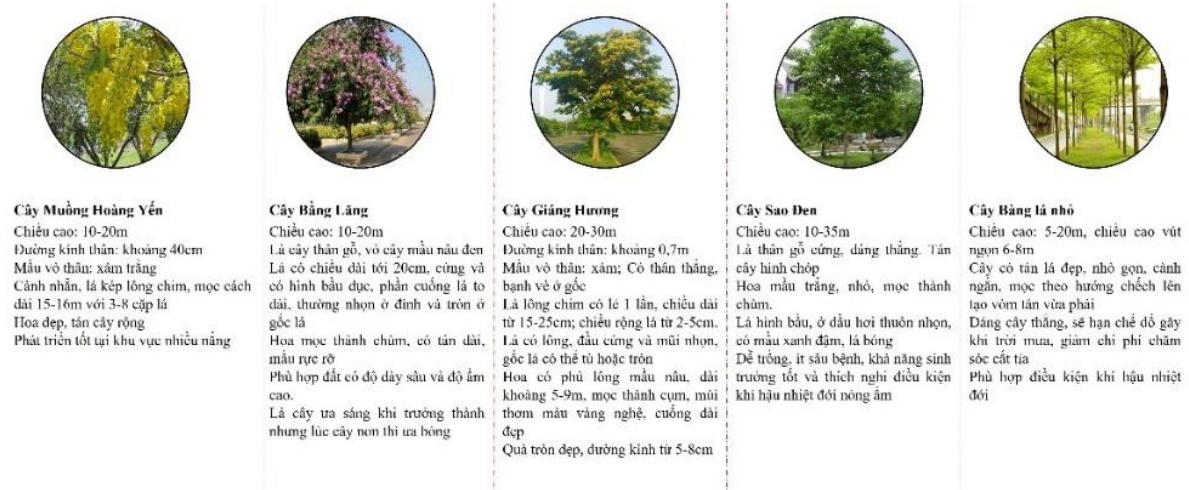 Cây Muồng Hoàng Yến
Chiều cao: 10-20m
Đường kính thân: khoảng 40cm
Mầu vỏ thân: xám trắng
Cành nhẵn, lá kép lông chim, mọc cách
dài 15-16m với 3-8 cặp lá
Hoa đẹp, tán cây rộng
Phát triển tốt tại khu vực nhiều nắng
Cây Bằng Lăng
Chiều cao: 10-20m
Là cây thân gỗ, vỏ cây mầu nâu đen
Lá có chiều dài tới 20cm, cứng và
có hình bầu dục, phần cuống lá to
dài, thường nhọn ở đỉnh và tròn ở
gốc lá
Hoa mọc thành chùm, có tán dài,
mầu rực rỡ
Phù hợp đất có độ dày sâu và độ ẩm
cao.
Là cây ưa sáng khi trưởng thành
nhưng lúc cây non thì ưa bóng
Cây Giáng Hương
Chiều cao: 20-30m
Đường kính thân: khoảng 0,7m
Mầu vỏ thân: xám; Có thân thẳng,
bạnh vè ở gốc
Lá lông chim có lẻ 1 lần, chiều dài
từ 15-25cm; chiều rộng lá từ 2-5cm.
Lá có lông, đầu cứng và mũi nhọn,
gốc lá có thể tù hoặc tròn
Hoa có phủ lông mầu nâu, dài
khoảng 5-9m, mọc thành cụm, mùi
thơm màu vàng nghệ, cuống dài
đẹp
Quả tròn dẹp, đường kính từ 5-8cm
Cây Sao Đen
Chiều cao: 10-35m
Là thân gỗ cứng, dáng thẳng. Tán
cây hình chóp
Hoa mầu trắng, nhỏ, mọc thành
chùm.
Lá hình bầu, ở đầu hơi thuôn nhọn,
có mầu xanh đậm, lá bóng
Dễ trồng, ít sâu bệnh, khả năng sinh
trưởng tốt và thích nghi điều kiện
khí hậu nhiệt đới nóng ẩm
Cây Bàng lá nhỏ
Chiều cao: 5-20m, chiều cao vút
ngọn 6-8m
Cây có tán lá đẹp, nhỏ gọn, cành
ngắn, mọc theo hướng chếch lên
tạo vòm tán vừa phải
Dáng cây thẳng, sẽ hạn chế đổ gãy
khi trời mưa, giảm chi phí chăm
sóc cắt tỉa
Phù hợp điều kiện khí hậu nhiệt
đới